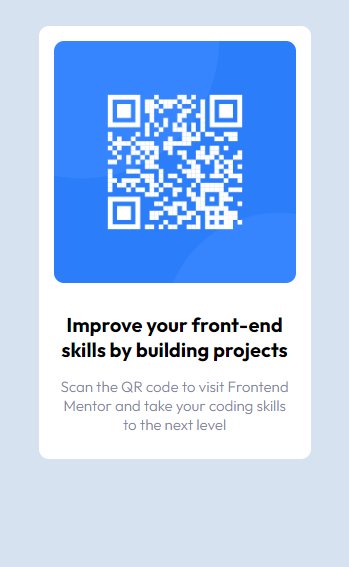 Improve your front-end
skills by building projects
Scan the QR code to visit Frontend
Mentor and take your coding skills
to the next level